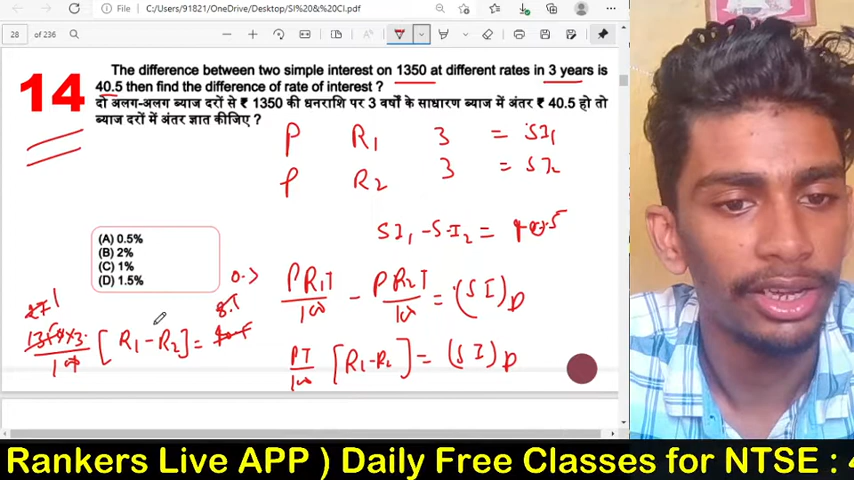 File
C:/Users/91821/OneDrive/SI%20&%20CI.pdf
28 of 236
14
The difference between two simple interest on 1350 at different rates in 3 years is
40.5 then find the difference of rate of interest ?
दो अलग-अलग ब्याज दरों से ₹ 1350 की धनराशि पर 3 वर्षों के साधारण ब्याज में अंतर ₹ 40.5 हो तो
ब्याज दरों में अंतर ज्ञात कीजिए ?
P R1 3 = SI1
P R2 3 = SI2
SI1 - SI2 = 40.5
(A) 0.5%
(B) 2%
(C) 1%
(D) 1.5%
PR1T/100 - PR2T/100 = (SI)D
[R1-R2] =
PT/100 [R1-R2] = (SI)D
Rankers Live APP ) Daily Free Classes for NTSE : 4